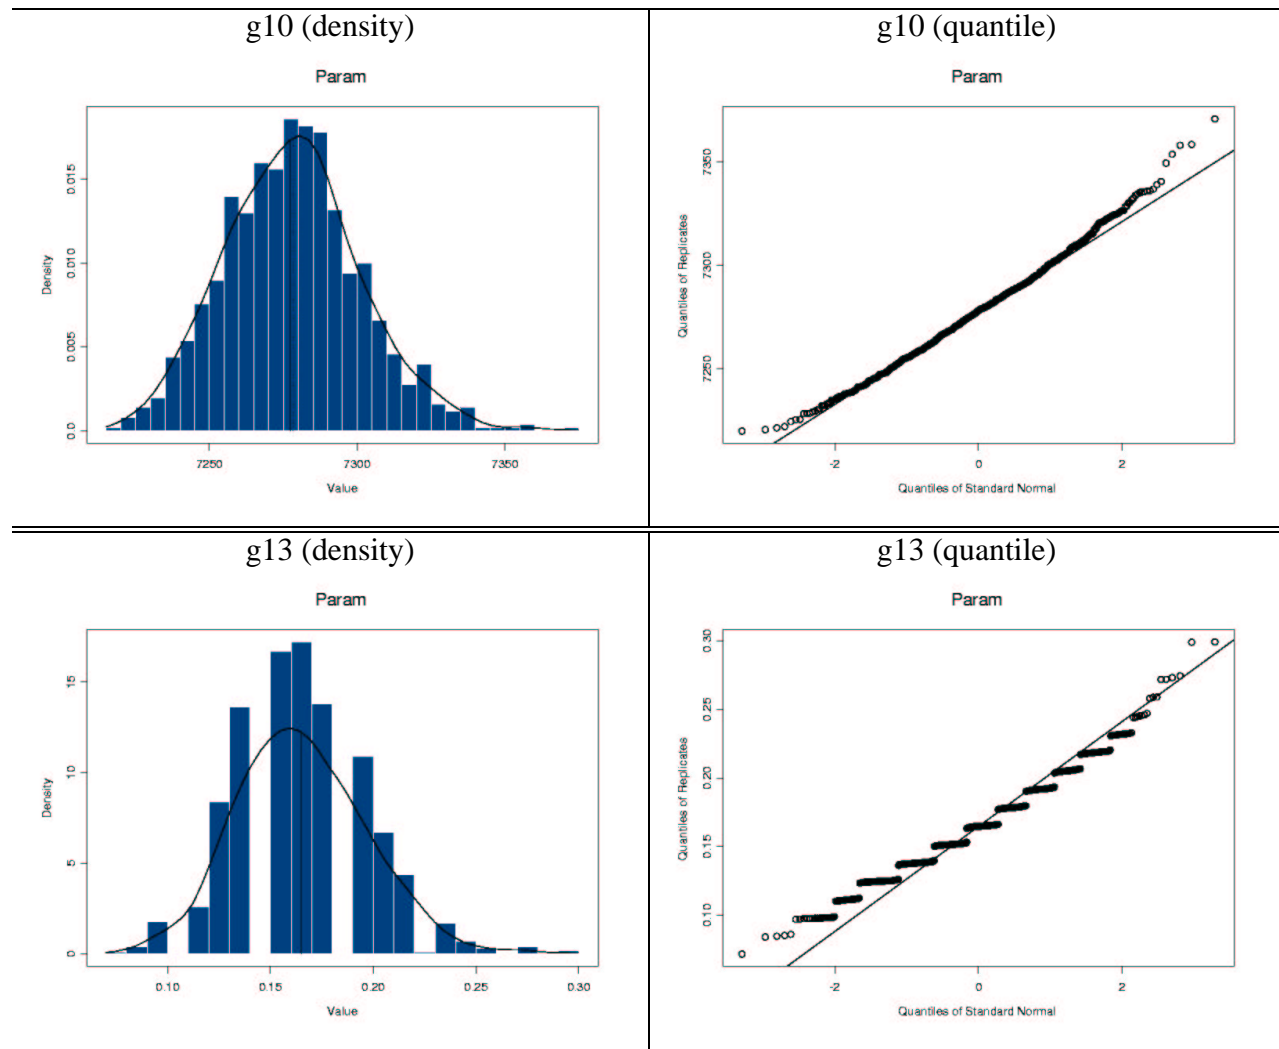 g10 (density)
Param
Density
0.0
0.005
0.010
0.015
7250
7300
7350
Value
g10 (quantile)
Param
Quantiles of Replicates
7250
7300
7350
-2
0
2
Quantiles of Standard Normal
g13 (density)
Param
Density
0
5
10
15
0.10
0.15
0.20
0.25
0.30
Value
g13 (quantile)
Param
Quantiles of Replicates
0.10
0.15
0.20
0.25
0.30
-2
0
2
Quantiles of Standard Normal